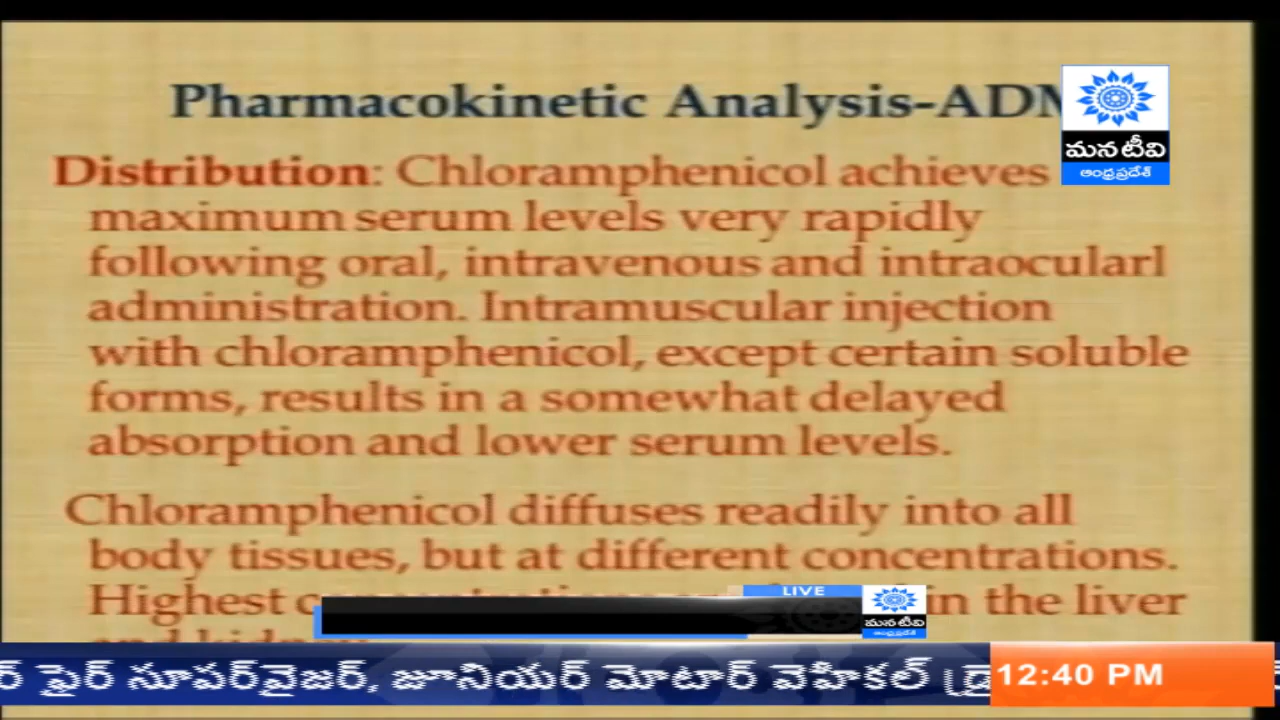 Pharmacokinetic Analysis-AD
మన టీవి
ఆంధ్రప్రదేశ్
Distribution: Chloramphenicol achieves
maximum serum levels very rapidly
following oral, intravenous and intraocularl
administration. Intramuscular injection
with chloramphenicol, except certain soluble
forms, results in a somewhat delayed
absorption and lower serum levels.
Chloramphenicol diffuses readily into all
body tissues, but at different concentrations.
Highest in the liver
LIVE
మన టీవి
ఆంధ్రప్రదేశ్
ర్ సైర్ సూపర్‌వైజర్, జూనియర్ మోటార్ వెహికల్
12:40 PM